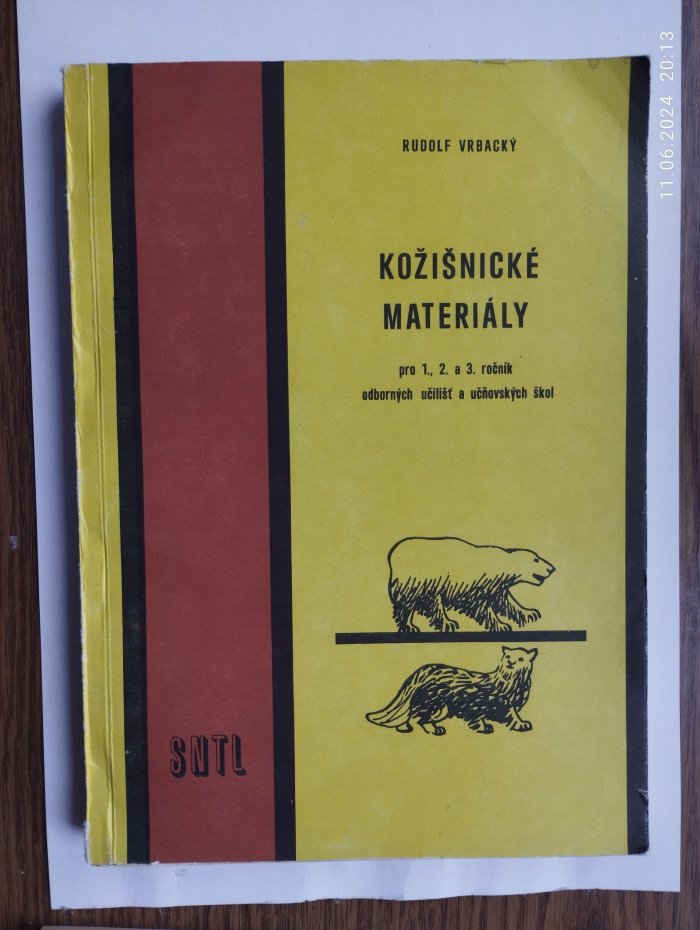 RUDOLF VRBACKÝ
KOŽIŠNICKÉ
MATERIÁLY
pro 1., 2. a 3. ročník
odborných učilišť a učňovských škol
SNTL
11.06.2024 20:13